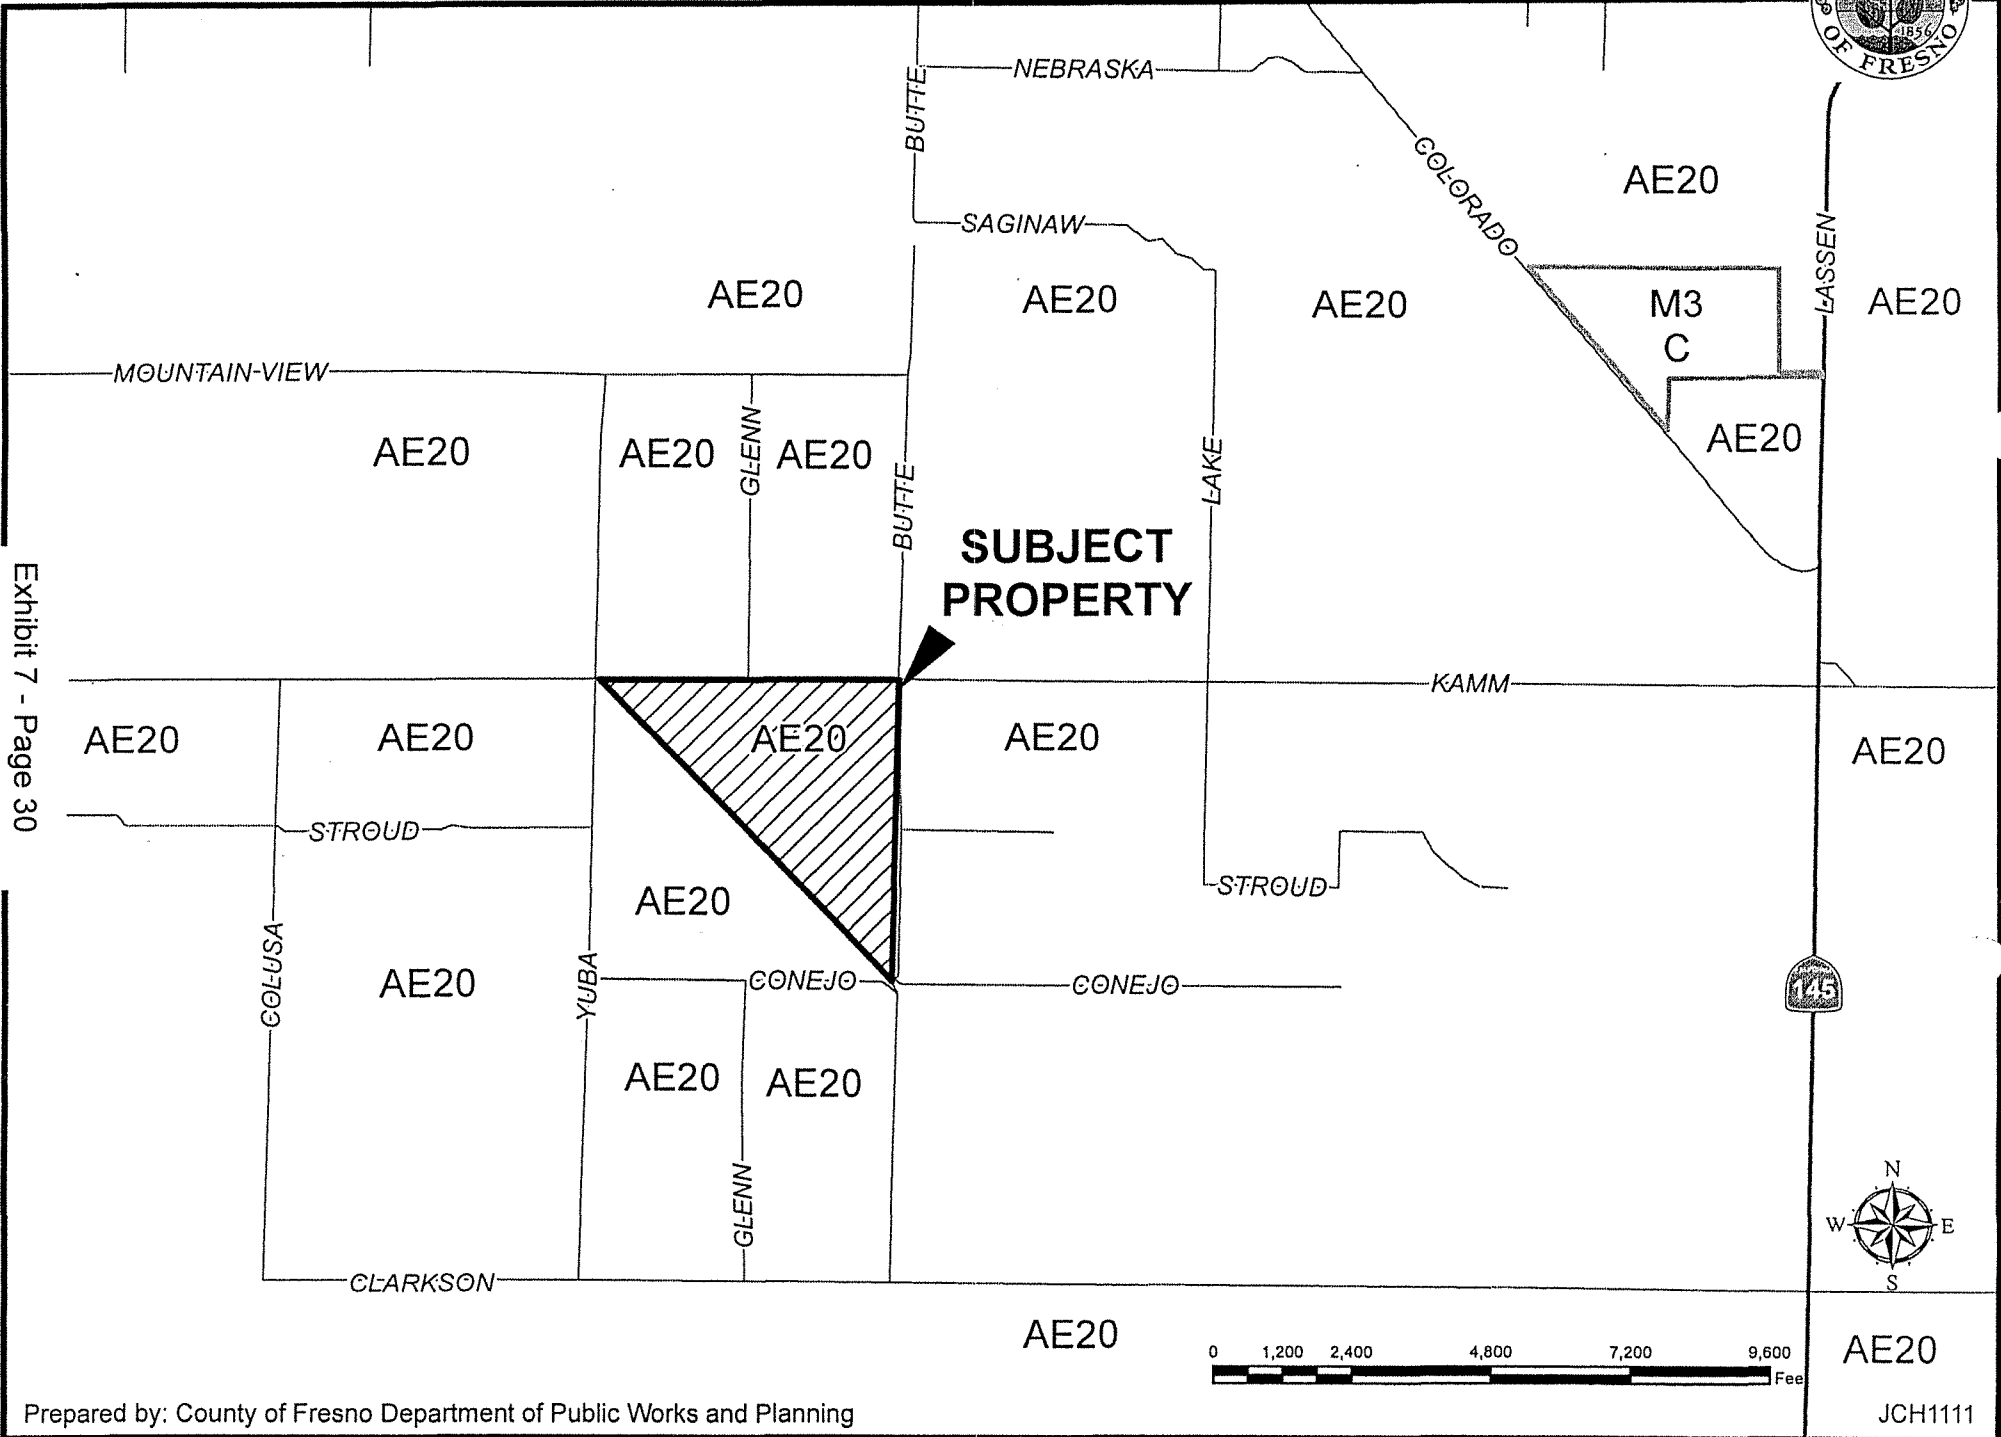 1856
OF FRESNO
NEBRASKA
BUTTE
COLORADO
AE20
SAGINAW
LASSEN
AE20
AE20
AE20
M3
C
AE20
MOUNTAIN VIEW
GLENN
AE20
AE20
AE20
BUTTE
LAKE
AE20
SUBJECT
PROPERTY
Exhibit 7 - Page 30
KAMM
AE20
AE20
AE20
AE20
AE20
STROUD
AE20
STROUD
COLUSA
AE20
YUBA
CONEJO
CONEJO
145
AE20
AE20
GLENN
N
W
E
S
CLARKSON
AE20
0 1,200 2,400 4,800 7,200 9,600
Fee
AE20
Prepared by: County of Fresno Department of Public Works and Planning
JCH1111